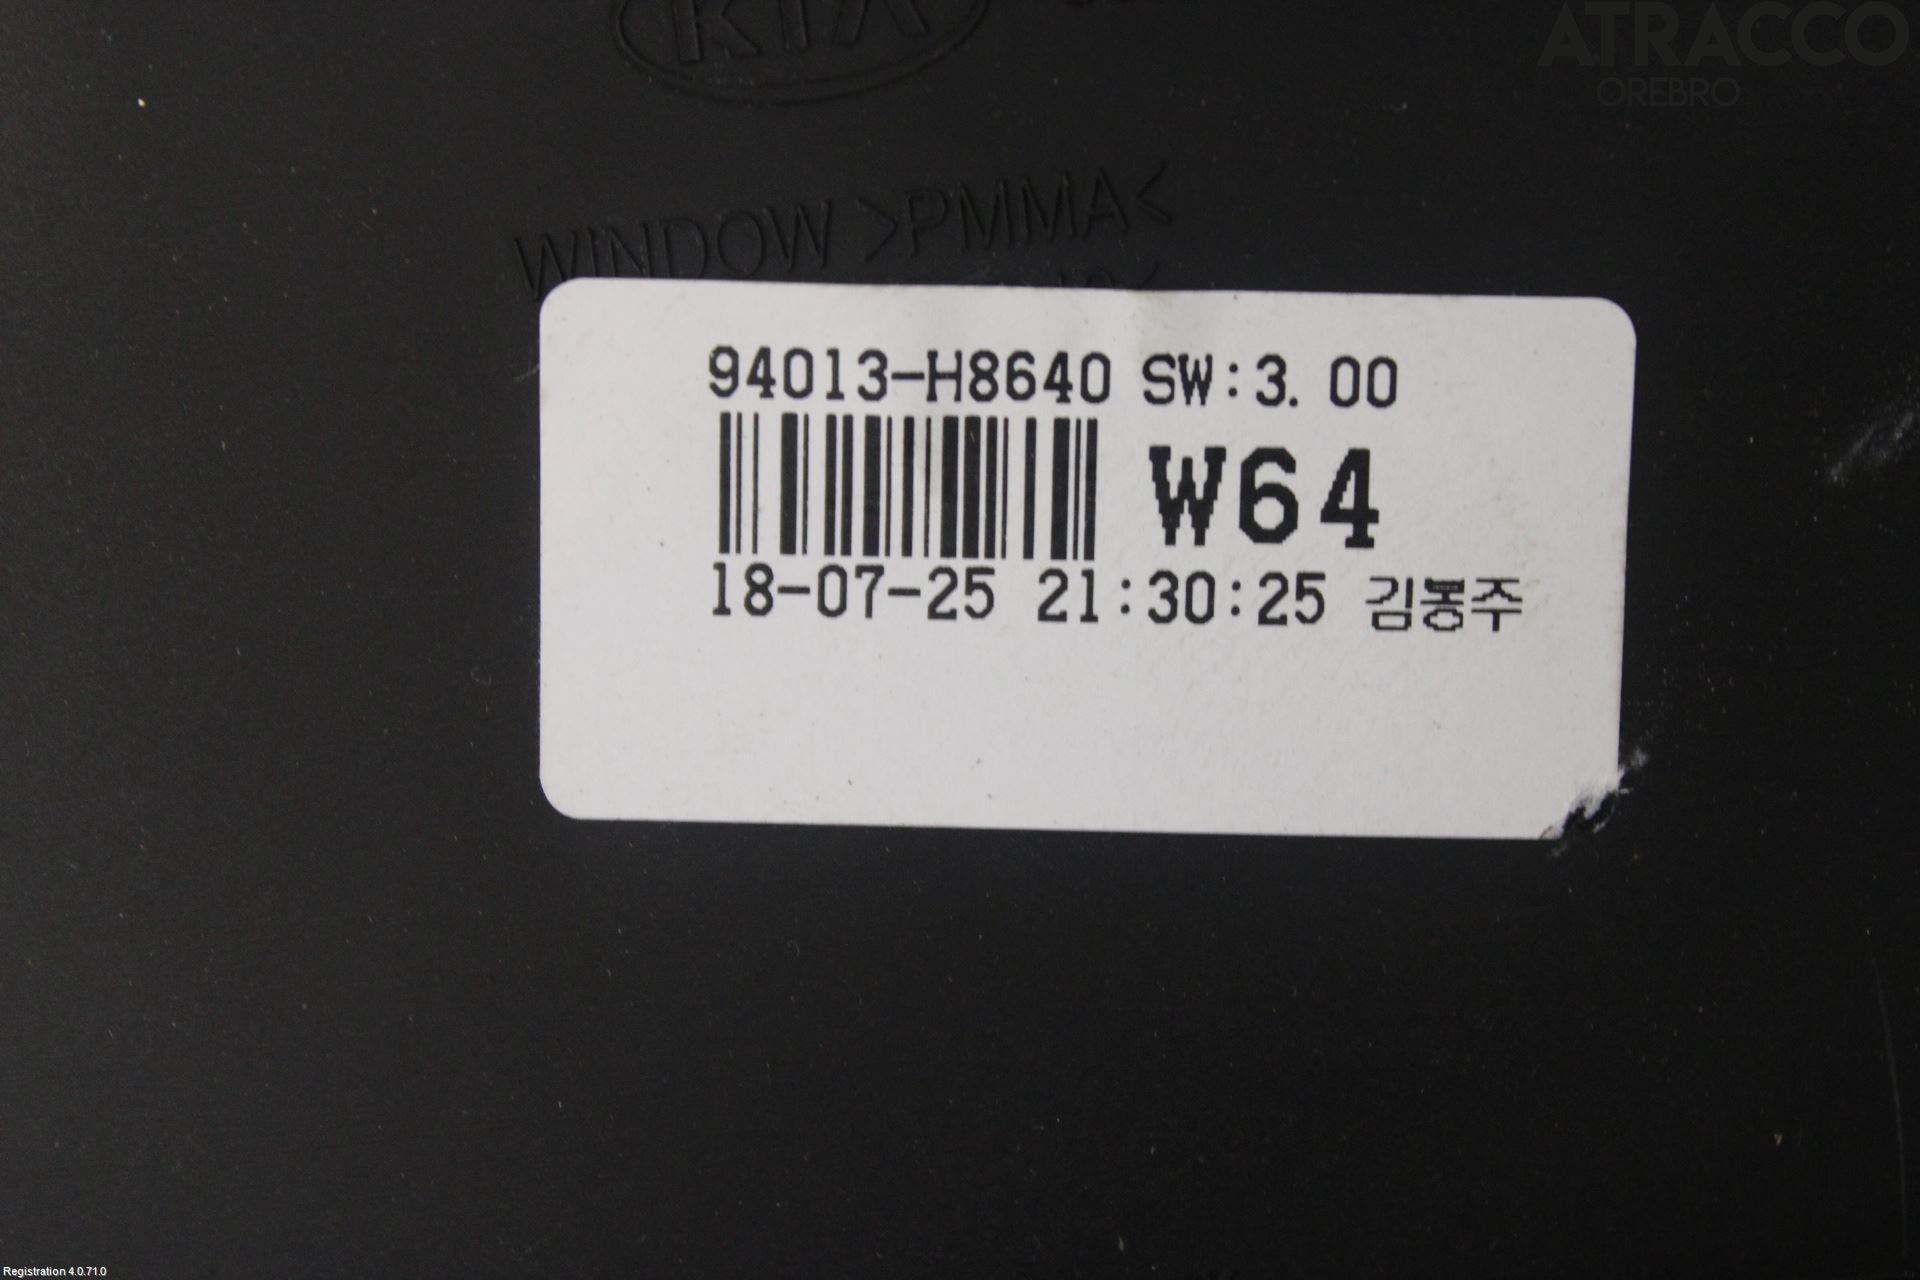 KIA
ATRACCO
ÖREBRO
WINDOW >PMMA<
94013-H8640 SW:3.00
W64
18-07-25 21:30:25 김봉주
Registration 4.0.71.0